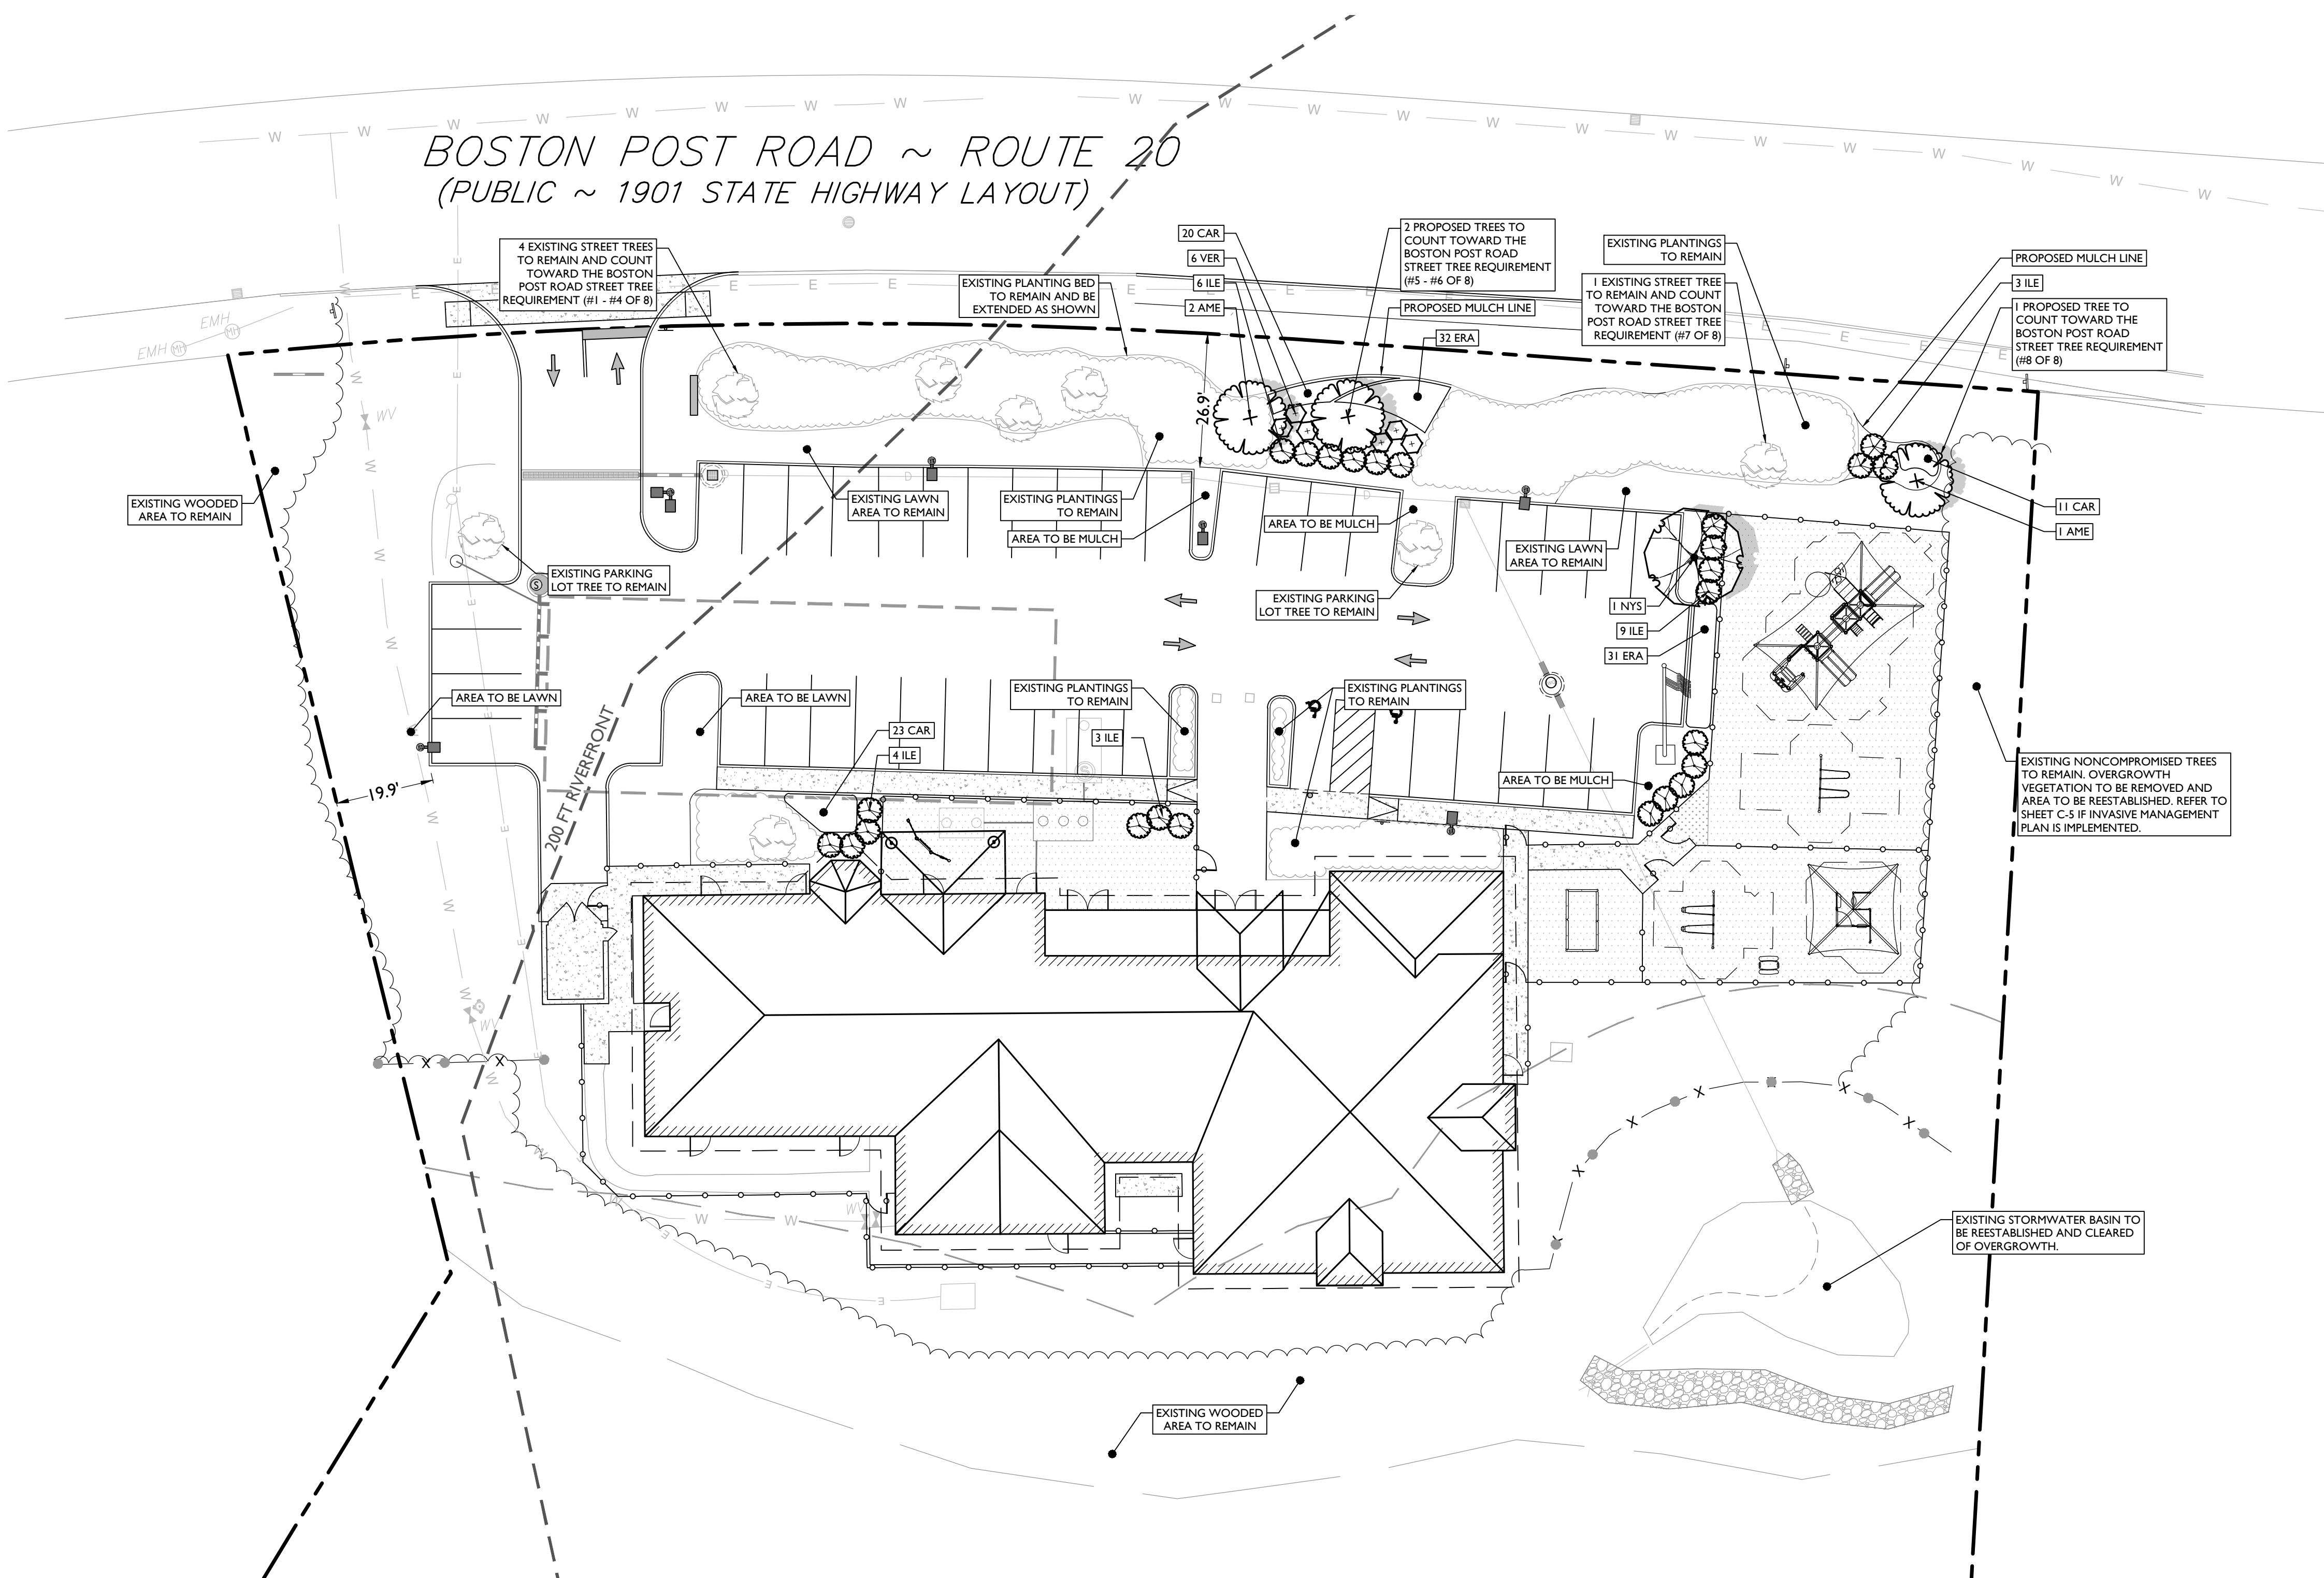 BOSTON POST ROAD ~ ROUTE 20
(PUBLIC ~ 1901 STATE HIGHWAY LAYOUT)
4 EXISTING STREET TREES
TO REMAIN AND COUNT
TOWARD THE BOSTON
POST ROAD STREET TREE
REQUIREMENT (#1 - #4 OF 8)
EXISTING PLANTING BED
TO REMAIN AND BE
EXTENDED AS SHOWN
20 CAR
6 VER
6 ILE
2 AME
2 PROPOSED TREES TO
COUNT TOWARD THE
BOSTON POST ROAD
STREET TREE REQUIREMENT
(#5 - #6 OF 8)
PROPOSED MULCH LINE
32 ERA
EXISTING PLANTINGS
TO REMAIN
1 EXISTING STREET TREE
TO REMAIN AND COUNT
TOWARD THE BOSTON
POST ROAD STREET TREE
REQUIREMENT (#7 OF 8)
PROPOSED MULCH LINE
3 ILE
1 PROPOSED TREE TO
COUNT TOWARD THE
BOSTON POST ROAD
STREET TREE REQUIREMENT
(#8 OF 8)
EMH
MH
EMH
MH
WV
26.9'
EXISTING WOODED
AREA TO REMAIN
EXISTING LAWN
AREA TO REMAIN
EXISTING PLANTINGS
TO REMAIN
AREA TO BE MULCH
AREA TO BE MULCH
EXISTING LAWN
AREA TO REMAIN
11 CAR
1 AME
EXISTING PARKING
LOT TREE TO REMAIN
S
EXISTING PARKING
LOT TREE TO REMAIN
1 NYS
9 ILE
31 ERA
AREA TO BE LAWN
AREA TO BE LAWN
EXISTING PLANTINGS
TO REMAIN
EXISTING PLANTINGS
TO REMAIN
23 CAR
4 ILE
3 ILE
S
AREA TO BE MULCH
19.9'
200 FT RIVERFRONT
EXISTING NONCOMPROMISED TREES
TO REMAIN. OVERGROWTH
VEGETATION TO BE REMOVED AND
AREA TO BE REESTABLISHED. REFER TO
SHEET C-5 IF INVASIVE MANAGEMENT
PLAN IS IMPLEMENTED.
WV
WV
EXISTING STORMWATER BASIN TO
BE REESTABLISHED AND CLEARED
OF OVERGROWTH.
EXISTING WOODED
AREA TO REMAIN